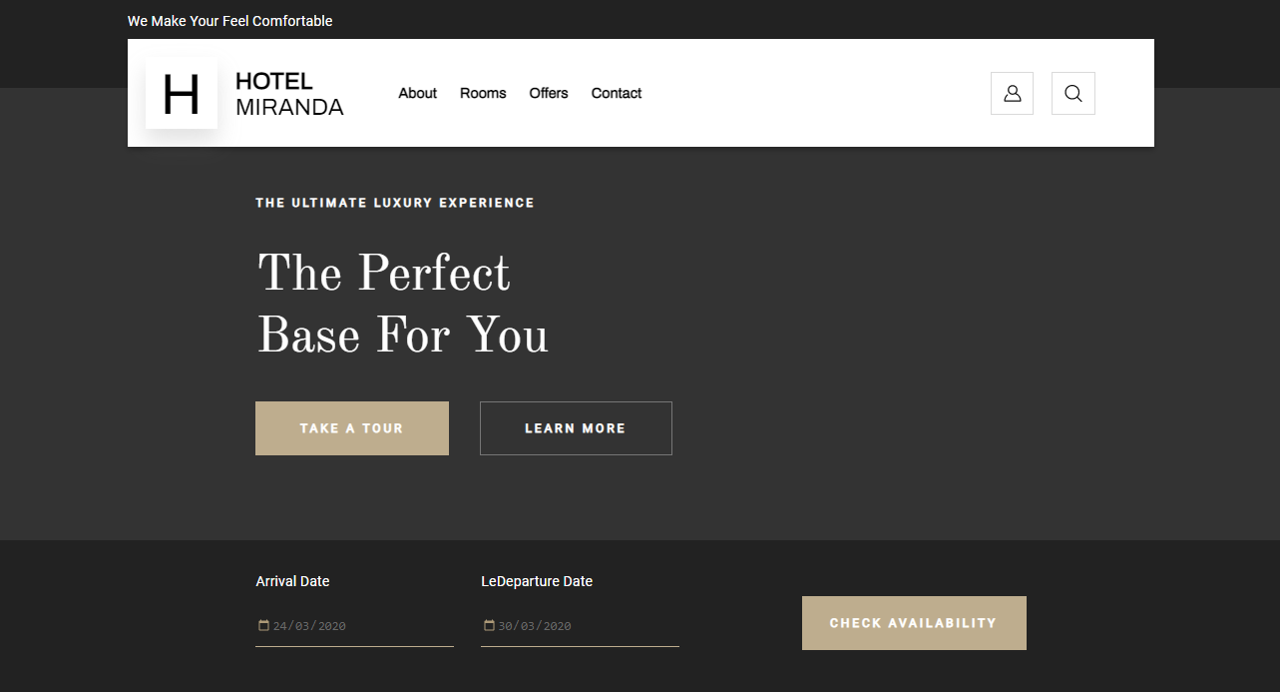 We Make Your Feel Comfortable
H
HOTEL
MIRANDA
About Rooms Offers Contact
THE ULTIMATE LUXURY EXPERIENCE
The Perfect
Base For You
TAKE A TOUR LEARN MORE
Arrival Date LeDeparture Date
24/03/2020 30/03/2020
CHECK AVAILABILITY